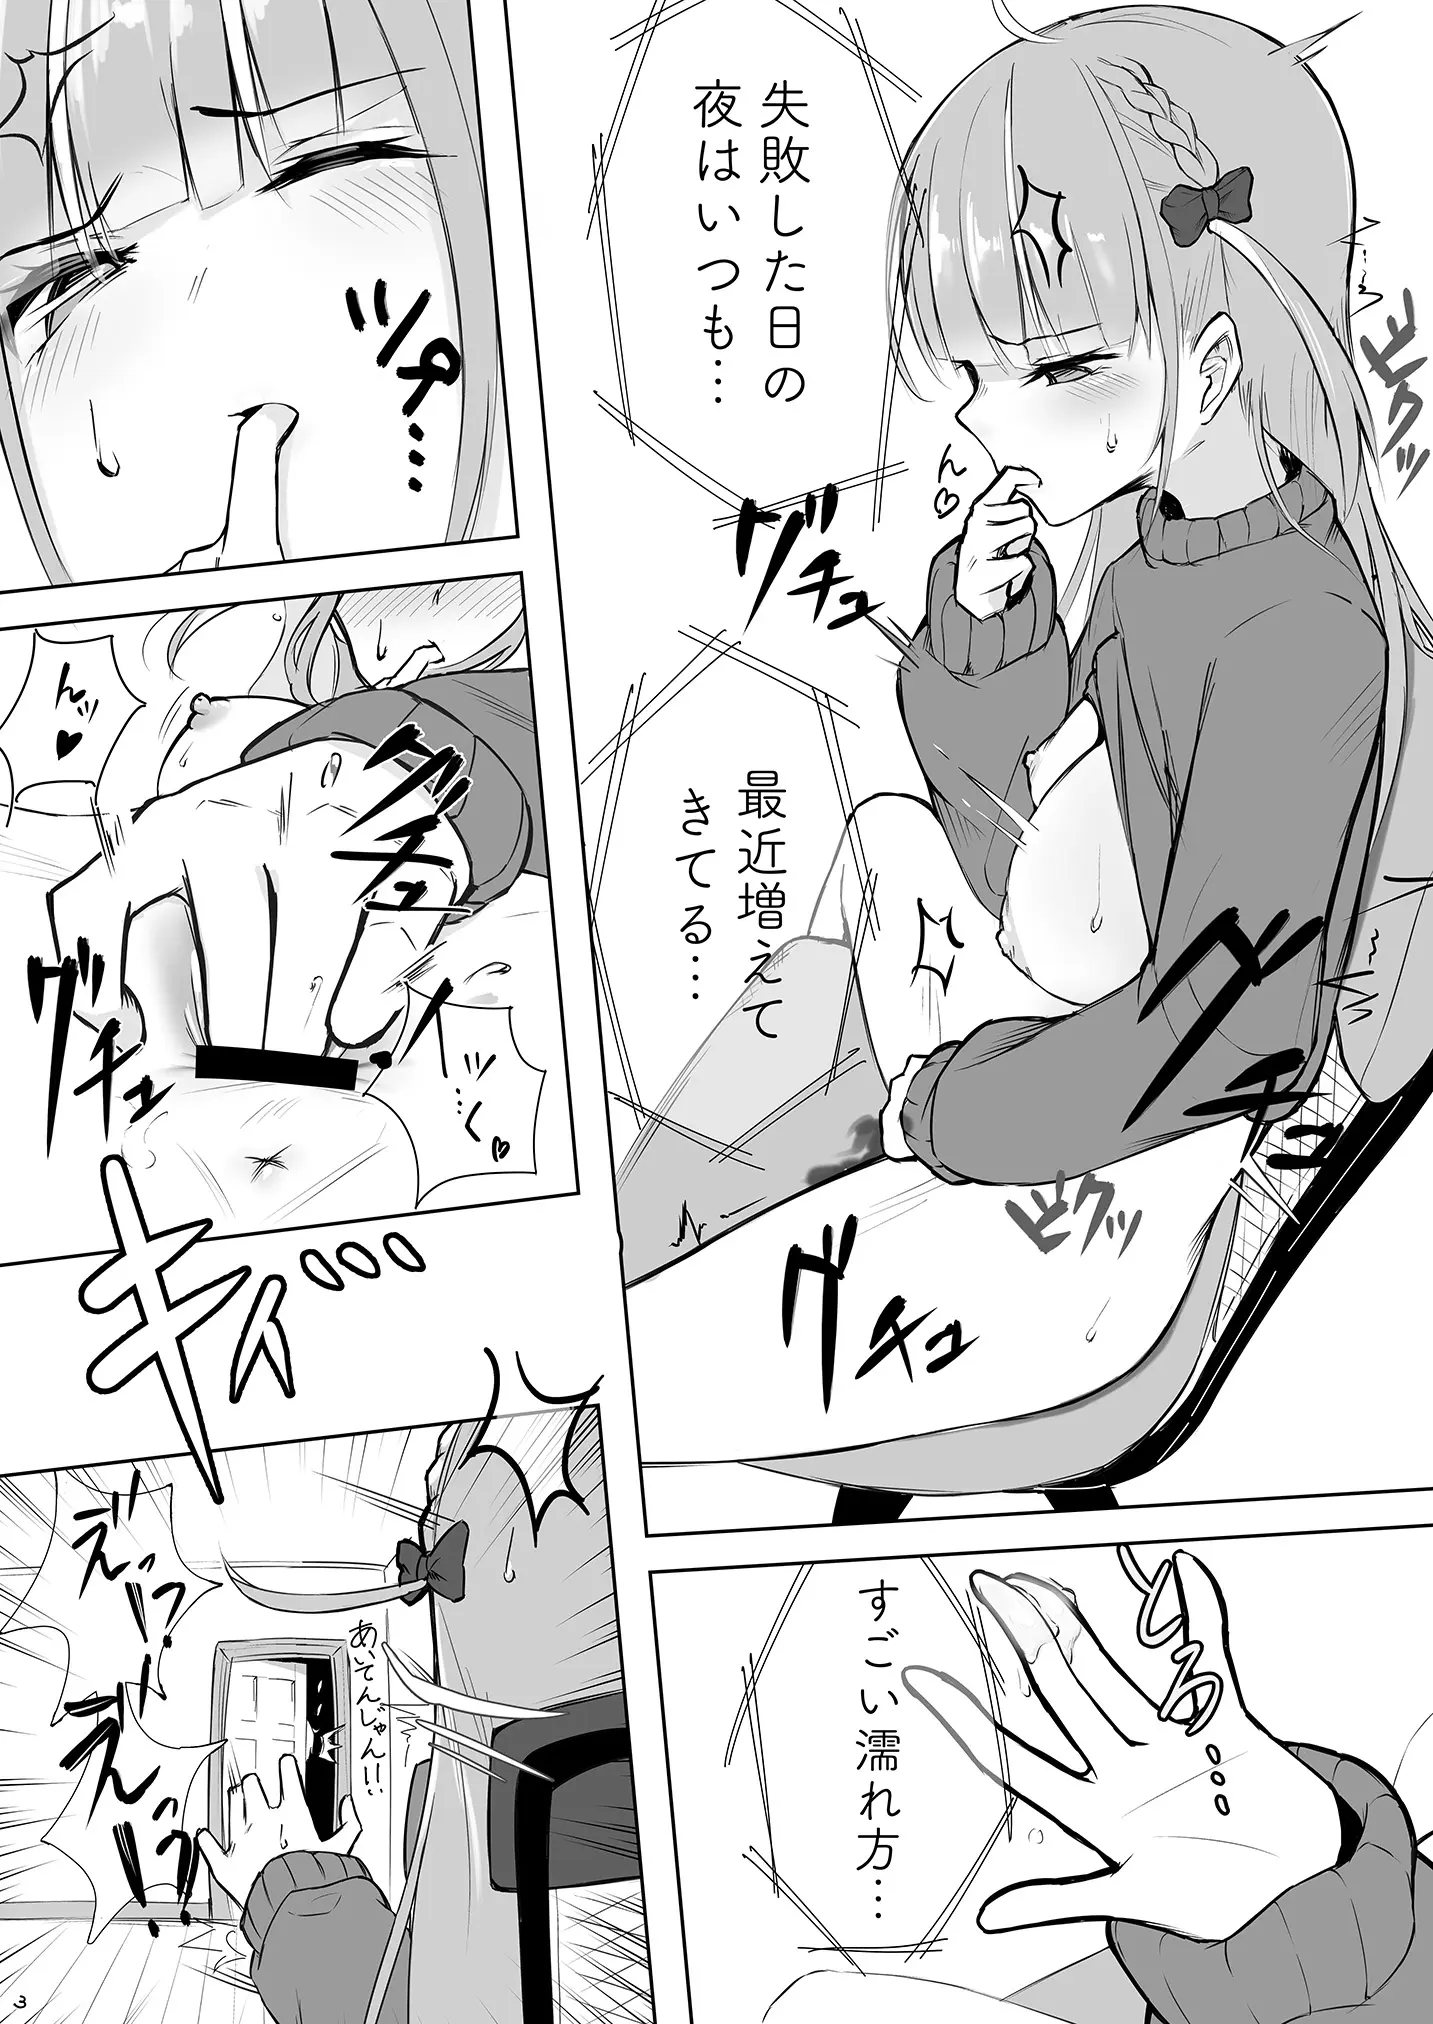 失敗した日の
夜はいつも…
ビクッ
ん♡
グチュ
最近増えて
きてる…
グチュ
ビクッ
グチュ
すごい濡れ方…
とろぉ…
ツプ…
んッ♥
グチュ
グチュ
…ッ
…く♡
キィ…
えっ!?
えっ!?
あいてんじゃん!!
3